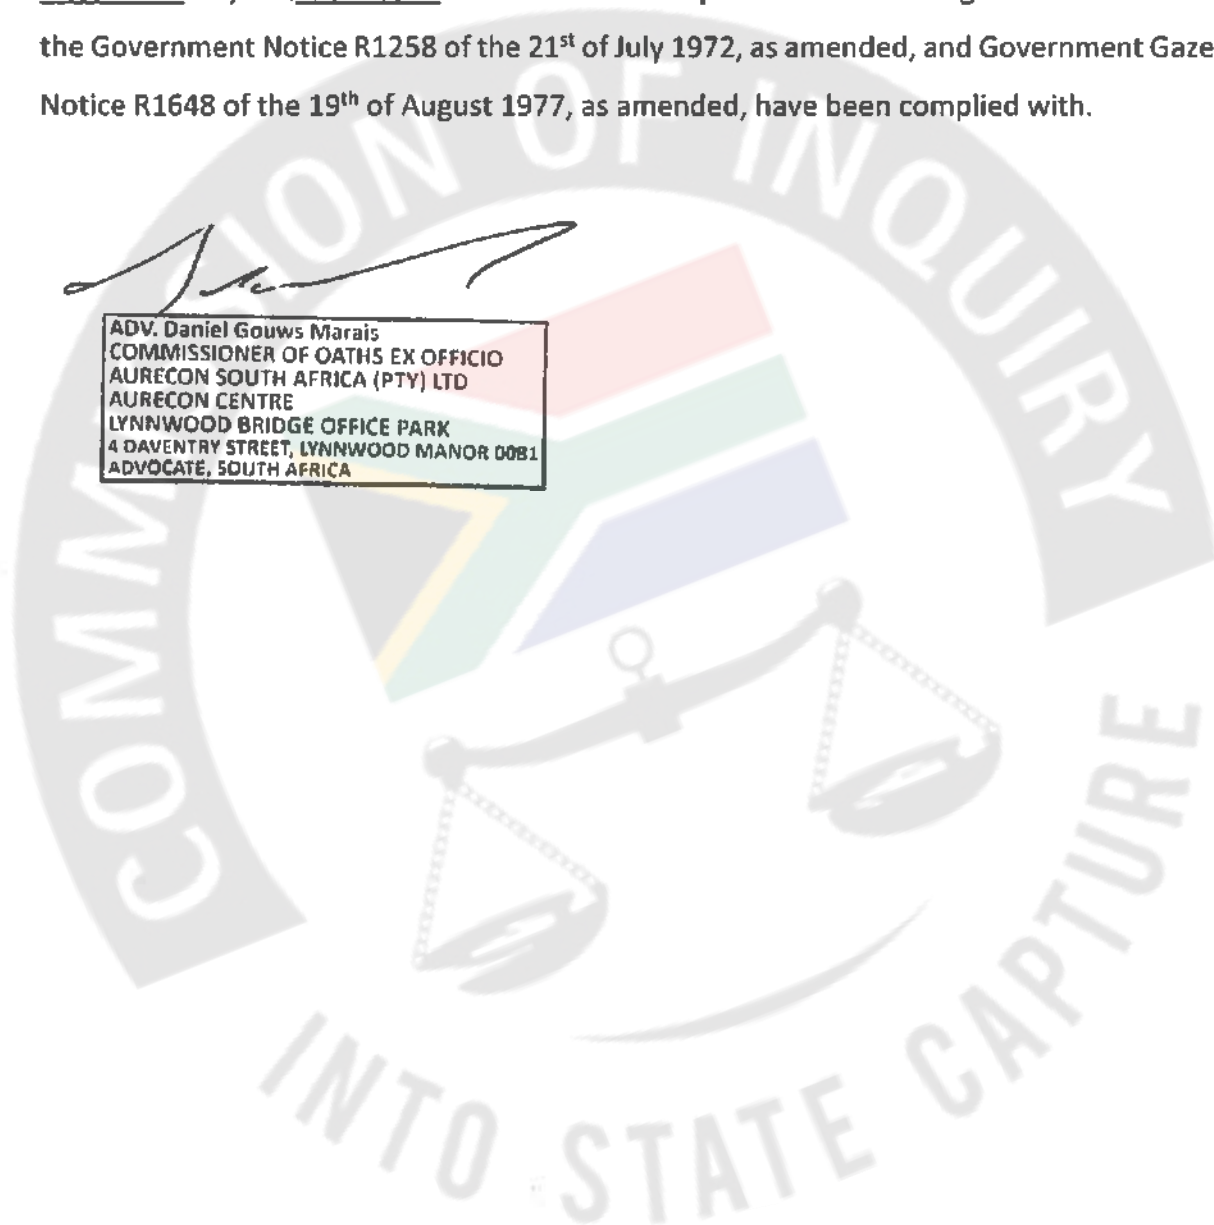 the Government Notice R1258 of the 21st of July 1972, as amended, and Government Gaze
Notice R1648 of the 19th of August 1977, as amended, have been complied with.
ADV. Daniel Gouws Marais
COMMISSIONER OF OATHS EX OFFICIO
AURECON SOUTH AFRICA (PTY) LTD
AURECON CENTRE
LYNNWOOD BRIDGE OFFICE PARK
4 DAVENTRY STREET, LYNNWOOD MANOR 0081
ADVOCATE, SOUTH AFRICA
COMMISSION OF INQUIRY
INTO STATE CAPTURE